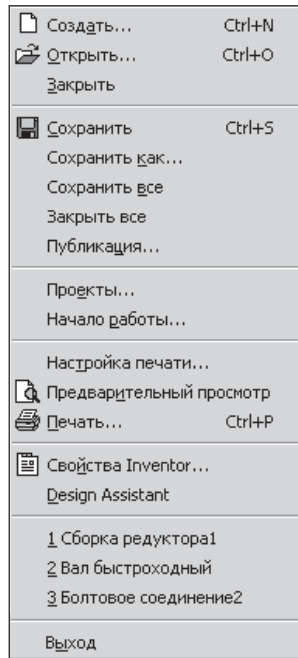 Создать... Ctrl+N
Открыть... Ctrl+O
Закрыть
Сохранить Ctrl+S
Сохранить как...
Сохранить все
Закрыть все
Публикация...
Проекты...
Начало работы...
Настройка печати...
Предварительный просмотр
Печать... Ctrl+P
Свойства Inventor...
Design Assistant
1 Сборка редуктора1
2 Вал быстроходный
3 Болтовое соединение2
Выход